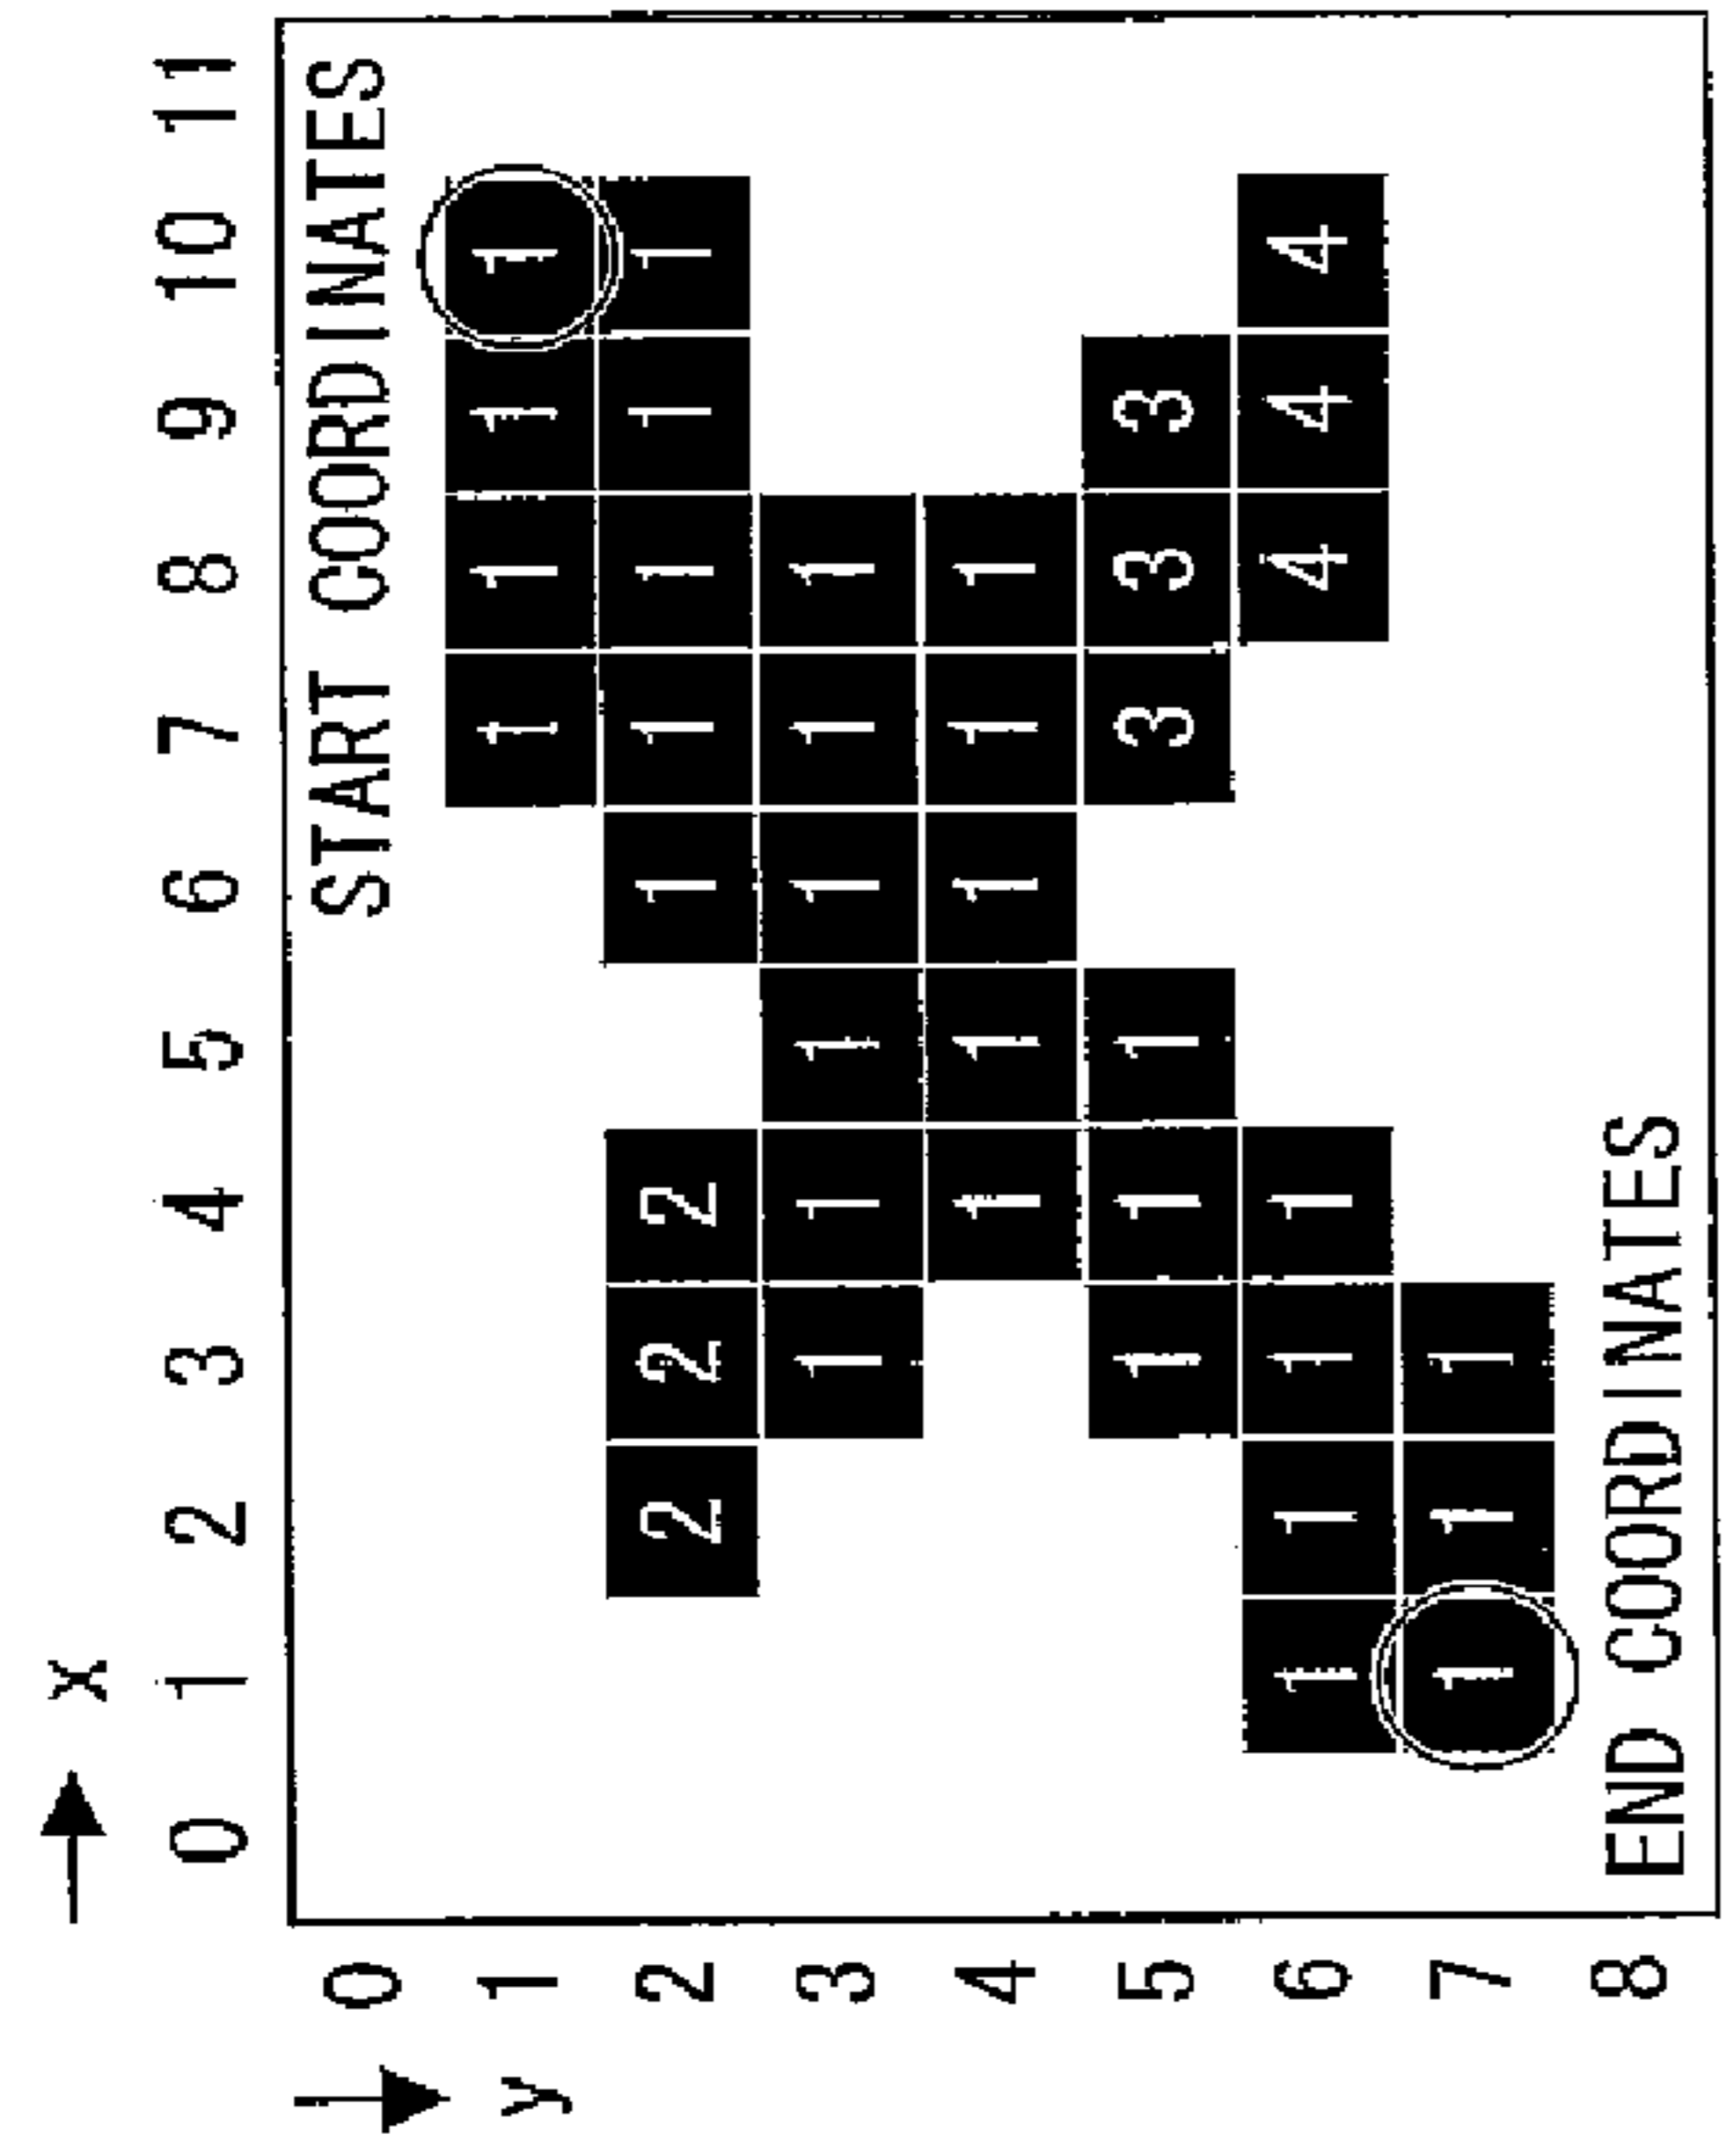 x
0 1 2 3 4 5 6 7 8 9 10 11
0 START COORDINATES
y 1 1 1 1 1
2 2 2 2 1 1 1 1 1
3 1 1 1 1 1 1
4 1 1 1 1 1
5 1 1 1 3 3 3
6 1 1 1 1 4 4 4
7 1 1 1
8 END COORDINATES